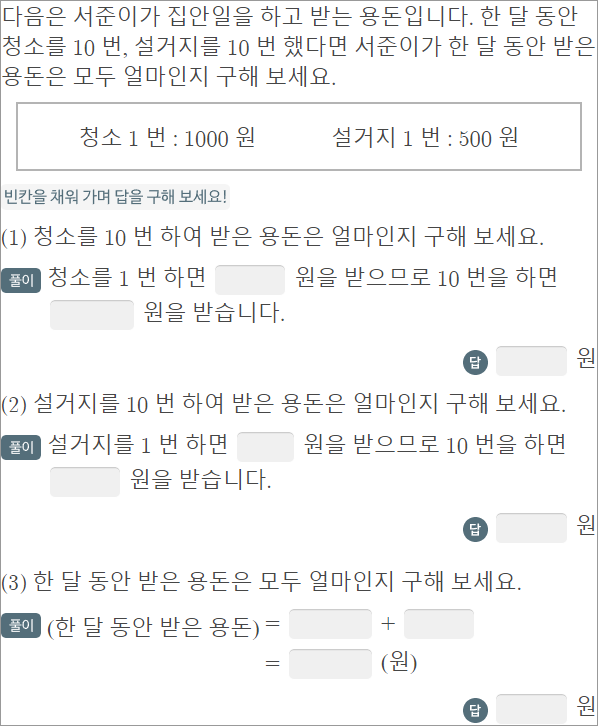 다음은 서준이가 집안일을 하고 받는 용돈입니다. 한 달 동안
청소를 10 번, 설거지를 10 번 했다면 서준이가 한 달 동안 받은
용돈은 모두 얼마인지 구해 보세요.
청소 1 번 : 1000 원 설거지 1 번 : 500 원
빈칸을 채워 가며 답을 구해 보세요!
(1) 청소를 10 번 하여 받은 용돈은 얼마인지 구해 보세요.
풀이 청소를 1 번 하면 원을 받으므로 10 번을 하면
원을 받습니다.
답 원
(2) 설거지를 10 번 하여 받은 용돈은 얼마인지 구해 보세요.
풀이 설거지를 1 번 하면 원을 받으므로 10 번을 하면
원을 받습니다.
답 원
(3) 한 달 동안 받은 용돈은 모두 얼마인지 구해 보세요.
풀이 (한 달 동안 받은 용돈) = +
= (원)
답 원